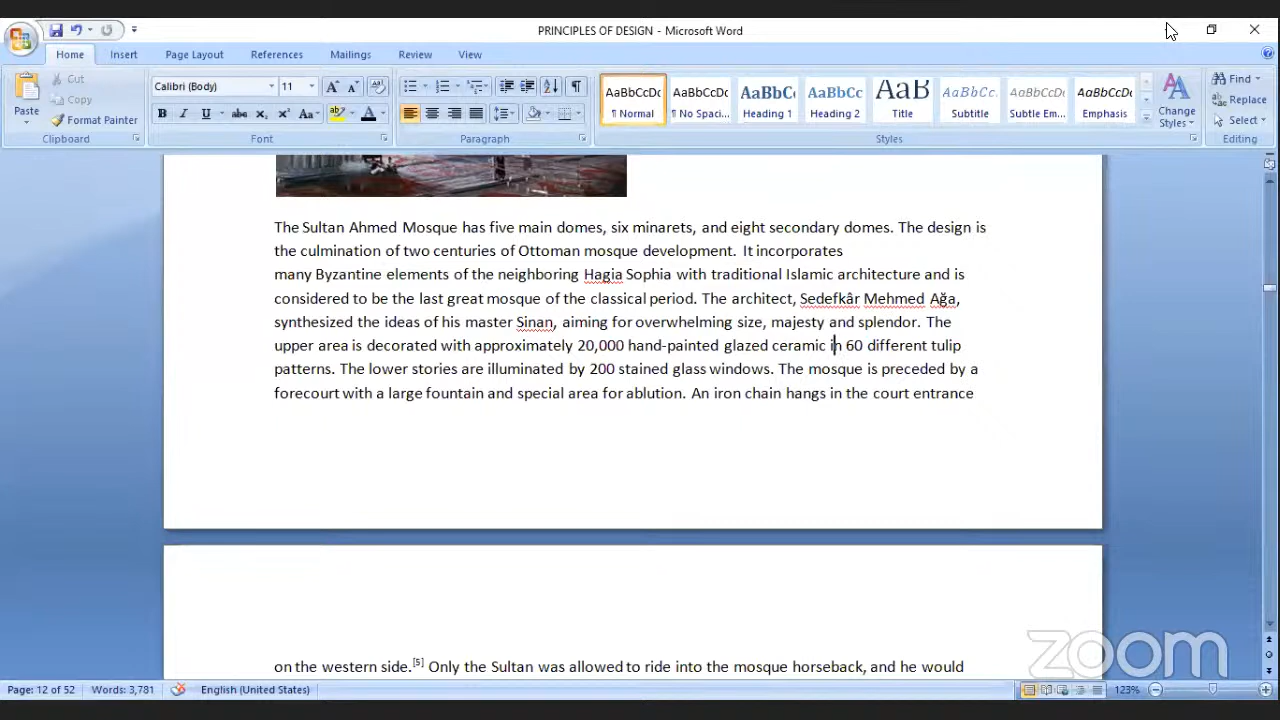 PRINCIPLES OF DESIGN - Microsoft Word
Home Insert Page Layout References Mailings Review View
Paste
Cut
Copy
Format Painter
Clipboard
Calibri (Body) 11
B I U abc X₂ X² Aa
Font
Paragraph
AaBbCcDc AaBbCcDc AaBbCc AaBbCc AaB AaBbCc. AaBbCcDc AaBbCcDc
¶ Normal ¶ No Spaci... Heading 1 Heading 2 Title Subtitle Subtle Em... Emphasis
Change
Styles
Styles
Find
Replace
Select
Editing
The Sultan Ahmed Mosque has five main domes, six minarets, and eight secondary domes. The design is
the culmination of two centuries of Ottoman mosque development. It incorporates
many Byzantine elements of the neighboring Hagia Sophia with traditional Islamic architecture and is
considered to be the last great mosque of the classical period. The architect, Sedefkâr Mehmed Ağa,
synthesized the ideas of his master Sinan, aiming for overwhelming size, majesty and splendor. The
upper area is decorated with approximately 20,000 hand-painted glazed ceramic in 60 different tulip
patterns. The lower stories are illuminated by 200 stained glass windows. The mosque is preceded by a
forecourt with a large fountain and special area for ablution. An iron chain hangs in the court entrance
on the western side.[5] Only the Sultan was allowed to ride into the mosque horseback, and he would
zoom
Page: 12 of 52 Words: 3,781 English (United States) 123%